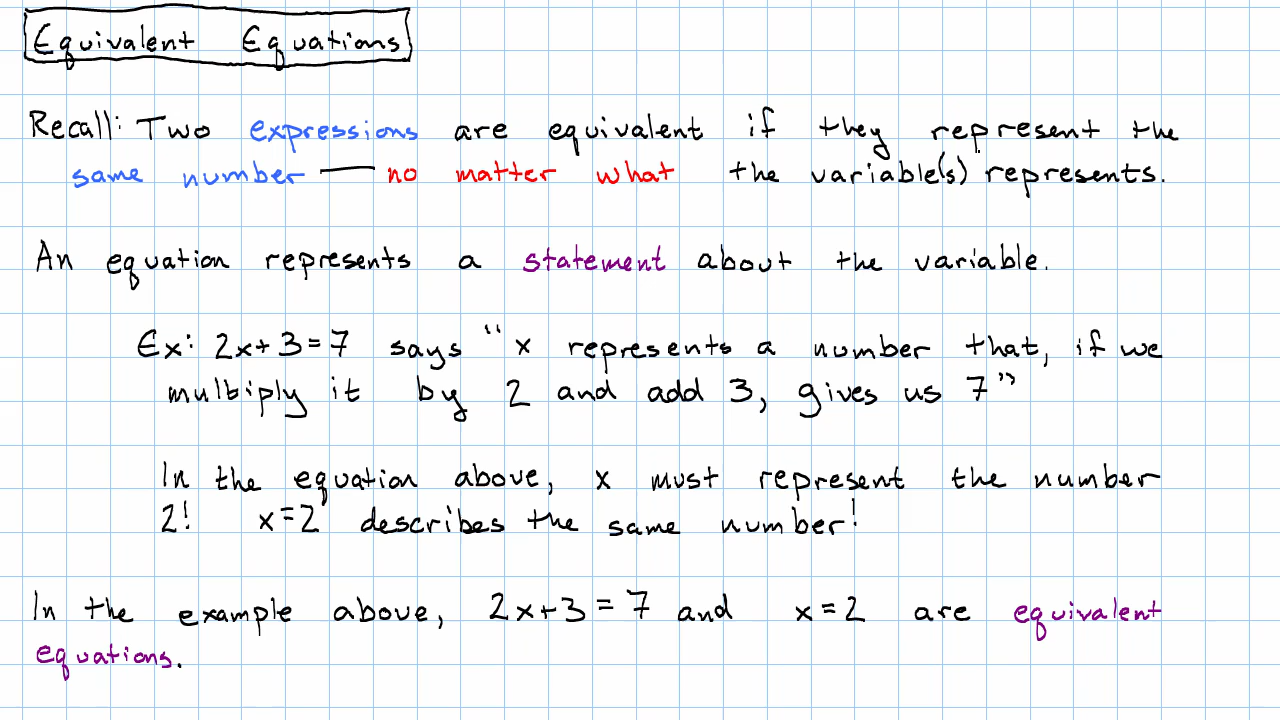 Equivalent Equations
Recall: Two expressions are equivalent if they represent the
same number — no matter what the variable(s) represents.
An equation represents a statement about the variable.
Ex: 2x+3=7 says "x represents a number that, if we
multiply it by 2 and add 3, gives us 7"
In the equation above, x must represent the number
2! x=2 describes the same number!
In the example above, 2x+3=7 and x=2 are equivalent
equations.